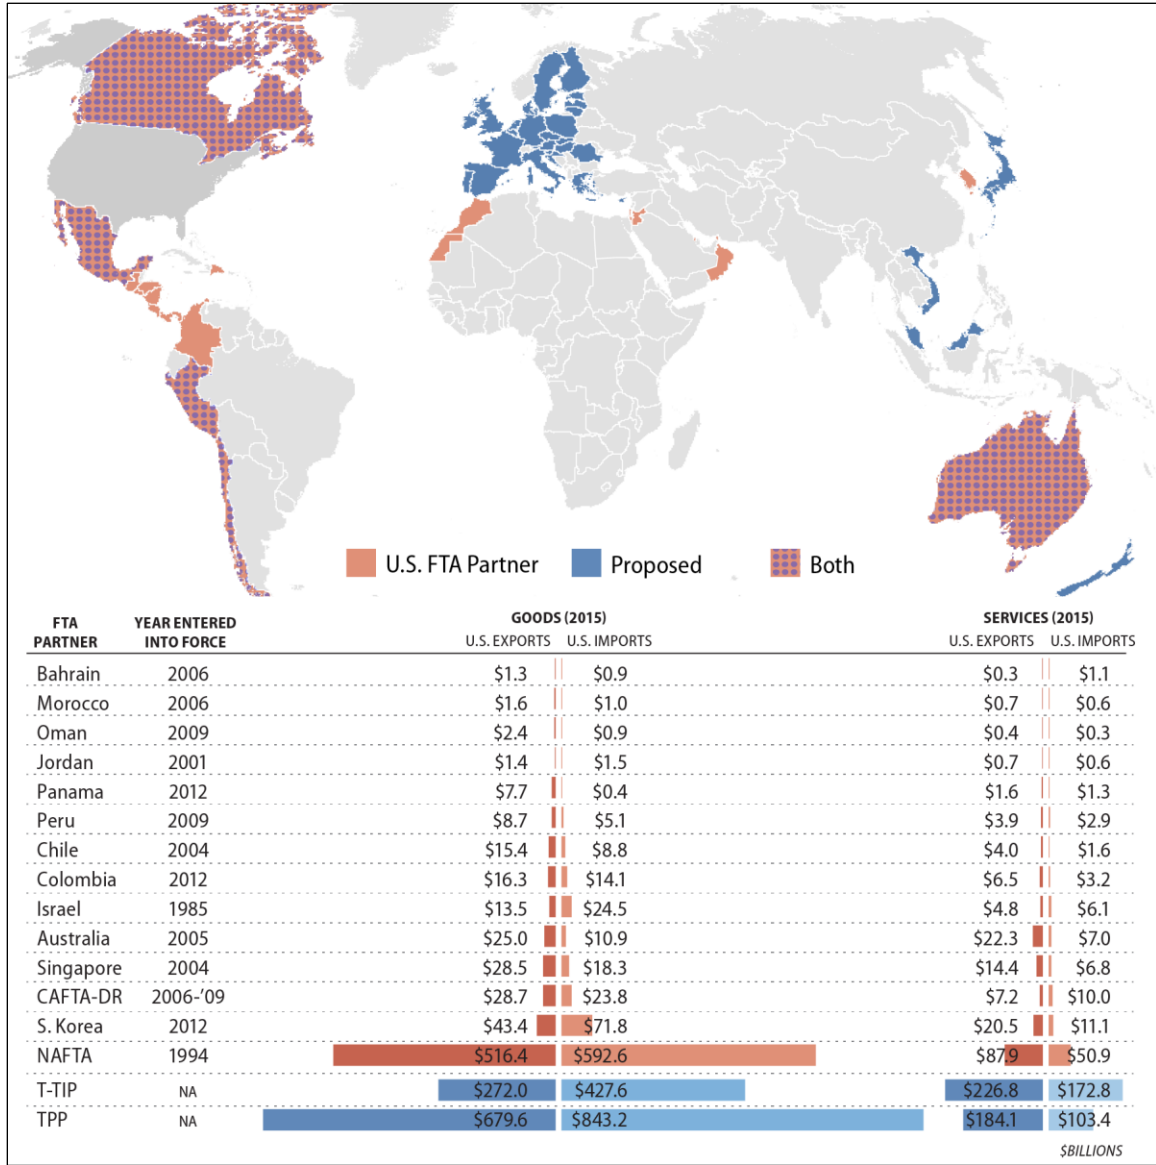 U.S. FTA Partner Proposed Both
FTA PARTNER YEAR ENTERED INTO FORCE GOODS (2015) U.S. EXPORTS U.S. IMPORTS SERVICES (2015) U.S. EXPORTS U.S. IMPORTS
Bahrain 2006 $1.3 $0.9 $0.3 $1.1
Morocco 2006 $1.6 $1.0 $0.7 $0.6
Oman 2009 $2.4 $0.9 $0.4 $0.3
Jordan 2001 $1.4 $1.5 $0.7 $0.6
Panama 2012 $7.7 $0.4 $1.6 $1.3
Peru 2009 $8.7 $5.1 $3.9 $2.9
Chile 2004 $15.4 $8.8 $4.0 $1.6
Colombia 2012 $16.3 $14.1 $6.5 $3.2
Israel 1985 $13.5 $24.5 $4.8 $6.1
Australia 2005 $25.0 $10.9 $22.3 $7.0
Singapore 2004 $28.5 $18.3 $14.4 $6.8
CAFTA-DR 2006-'09 $28.7 $23.8 $7.2 $10.0
S. Korea 2012 $43.4 $71.8 $20.5 $11.1
NAFTA 1994 $516.4 $592.6 $87.9 $50.9
T-TIP NA $272.0 $427.6 $226.8 $172.8
TPP NA $679.6 $843.2 $184.1 $103.4
$BILLIONS